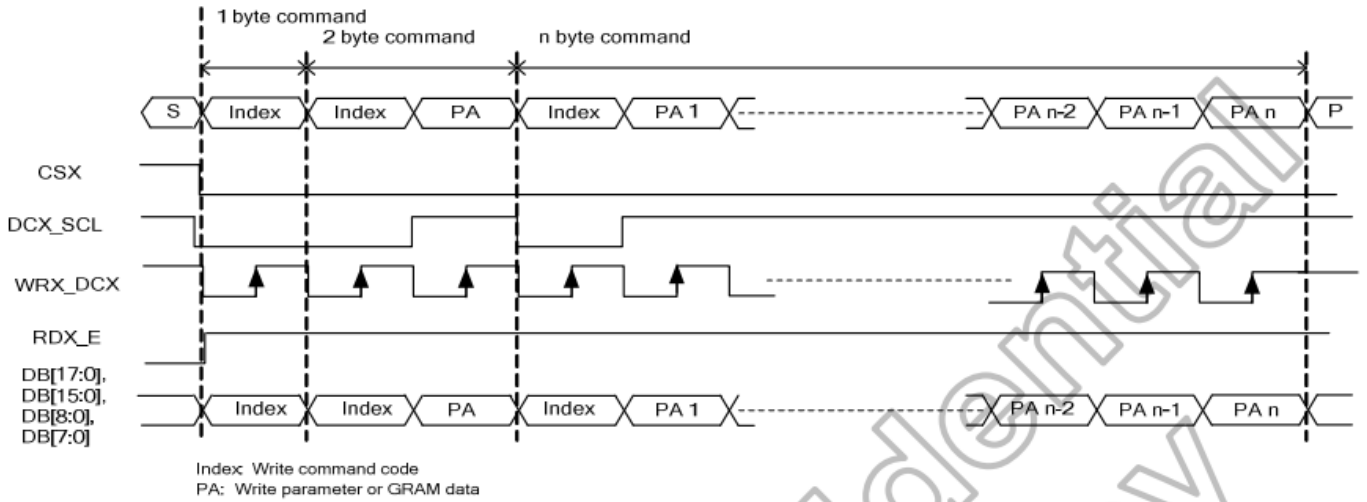 1 byte command
2 byte command n byte command
S Index Index PA Index PA 1 PA n-2 PA n-1 PA n P
CSX
DCX_SCL
WRX_DCX
RDX_E
DB[17:0],
DB[15:0],
DB[8:0],
DB[7:0]
Index Index PA Index PA 1 PA n-2 PA n-1 PA n
Index: Write command code
PA: Write parameter or GRAM data